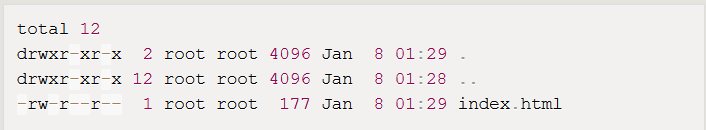 total 12
drwxr-xr-x  2 root root 4096 Jan  8 01:29 .
drwxr-xr-x 12 root root 4096 Jan  8 01:28 ..
-rw-r--r--  1 root root  177 Jan  8 01:29 index.html